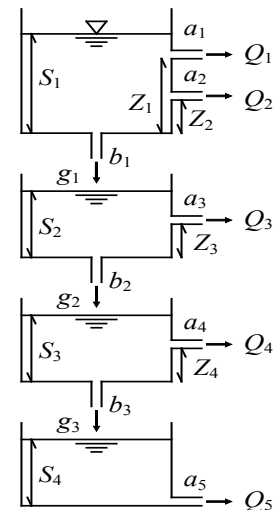 a₁
Q₁
S₁
a₂
Z₁
Q₂
Z₂
b₁
g₁
a₃
S₂
Q₃
Z₃
b₂
g₂
a₄
S₃
Q₄
Z₄
b₃
g₃
S₄
a₅
Q₅